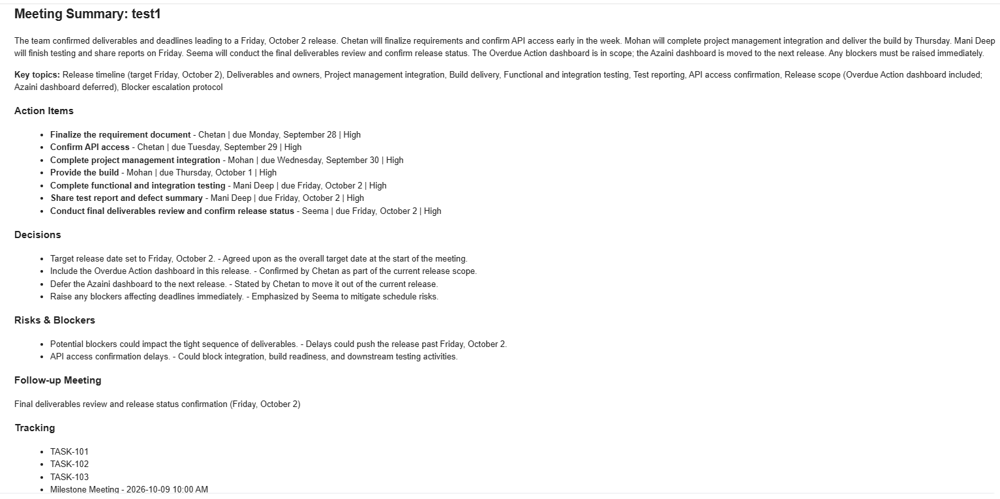 Meeting Summary: test1
The team confirmed deliverables and deadlines leading to a Friday, October 2 release. Chetan will finalize requirements and confirm API access early in the week. Mohan will complete project management integration and deliver the build by Thursday. Mani Deep
will finish testing and share reports on Friday. Seema will conduct the final deliverables review and confirm release status. The Overdue Action dashboard is in scope; the Azaini dashboard is moved to the next release. Any blockers must be raised immediately.
Key topics: Release timeline (target Friday, October 2), Deliverables and owners, Project management integration, Build delivery, Functional and integration testing, Test reporting, API access confirmation, Release scope (Overdue Action dashboard included;
Azaini dashboard deferred), Blocker escalation protocol
Action Items
• Finalize the requirement document - Chetan | due Monday, September 28 | High
• Confirm API access - Chetan | due Tuesday, September 29 | High
• Complete project management integration - Mohan | due Wednesday, September 30 | High
• Provide the build - Mohan | due Thursday, October 1 | High
• Complete functional and integration testing - Mani Deep | due Friday, October 2 | High
• Share test report and defect summary - Mani Deep | due Friday, October 2 | High
• Conduct final deliverables review and confirm release status - Seema | due Friday, October 2 | High
Decisions
• Target release date set to Friday, October 2. - Agreed upon as the overall target date at the start of the meeting.
• Include the Overdue Action dashboard in this release. - Confirmed by Chetan as part of the current release scope.
• Defer the Azaini dashboard to the next release. - Stated by Chetan to move it out of the current release.
• Raise any blockers affecting deadlines immediately. - Emphasized by Seema to mitigate schedule risks.
Risks & Blockers
• Potential blockers could impact the tight sequence of deliverables. - Delays could push the release past Friday, October 2.
• API access confirmation delays. - Could block integration, build readiness, and downstream testing activities.
Follow-up Meeting
Final deliverables review and release status confirmation (Friday, October 2)
Tracking
• TASK-101
• TASK-102
• TASK-103
• Milestone Meeting - 2026-10-09 10:00 AM